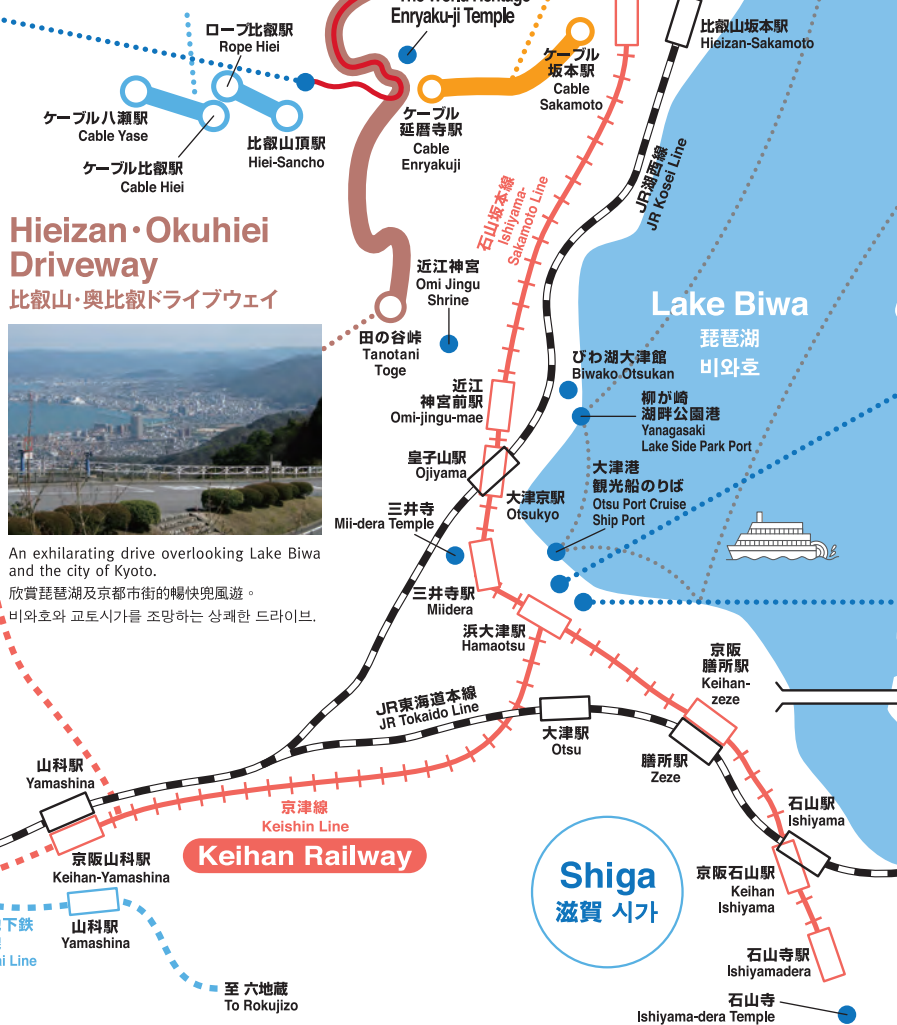 The World Heritage
Enryaku-ji Temple
ロープ比叡駅
Rope Hiei
比叡山坂本駅
Hieizan-Sakamoto
ケーブル
坂本駅
Cable
Sakamoto
ケーブル八瀬駅
Cable Yase
ケーブル比叡駅
Cable Hiei
比叡山頂駅
Hiei-Sancho
ケーブル
延暦寺駅
Cable
Enryakuji
JR湖西線
JR Kosei Line
石山坂本線
Ishiyama-
Sakamoto Line
Hieizan・Okuhiei
Driveway
比叡山・奥比叡ドライブウェイ
近江神宮
Omi Jingu
Shrine
田の谷峠
Tanotani
Toge
Lake Biwa
琵琶湖
비와호
びわ湖大津館
Biwako Otsukan
近江
神宮前駅
Omi-jingu-mae
柳が崎
湖畔公園港
Yanagasaki
Lake Side Park Port
皇子山駅
Ojiyama
大津京駅
Otsukyo
大津港
観光船のりば
Otsu Port Cruise
Ship Port
三井寺
Mii-dera Temple
An exhilarating drive overlooking Lake Biwa
and the city of Kyoto.
欣賞琵琶湖及京都市街的暢快兜風遊。
비와호와 교토시가를 조망하는 상쾌한 드라이브.
三井寺駅
Miidera
浜大津駅
Hamaotsu
京阪
膳所駅
Keihan-
zeze
JR東海道本線
JR Tokaido Line
大津駅
Otsu
膳所駅
Zeze
山科駅
Yamashina
京津線
Keishin Line
Keihan Railway
石山駅
Ishiyama
京阪山科駅
Keihan-Yamashina
Shiga
滋賀 시가
京阪石山駅
Keihan
Ishiyama
下鉄
山科駅
Yamashina
Line
石山寺駅
Ishiyamadera
至 六地蔵
To Rokujizo
石山寺
Ishiyama-dera Temple